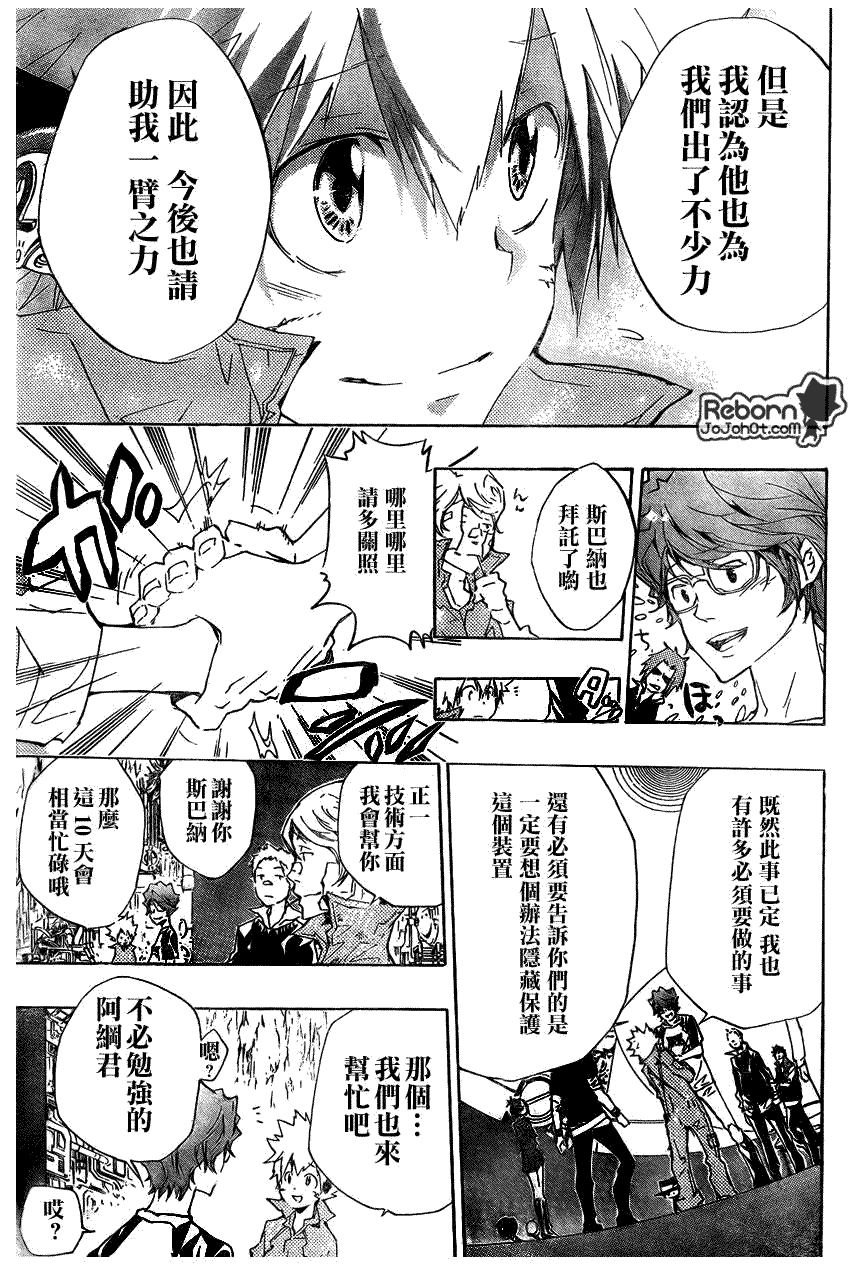 但是
我認為他也為
我們出了不少力
因此 今後也請
助我一臂之力
Reborn
JoJoHot.com
斯巴納也
拜託了喲
ほっ
ん
哪里哪里
請多關照
既然此事已定 我也
有許多必須要做的事
還有必須要告訴你們的是
一定要想個辦法隱藏保護
這個裝置
正一
技術方面
我會幫你
謝謝你
斯巴納
那麼
這 10 天會
相當忙碌哦
那個…
我們也來
幫忙吧
嗯?
不必勉強的
阿綱君
哎?